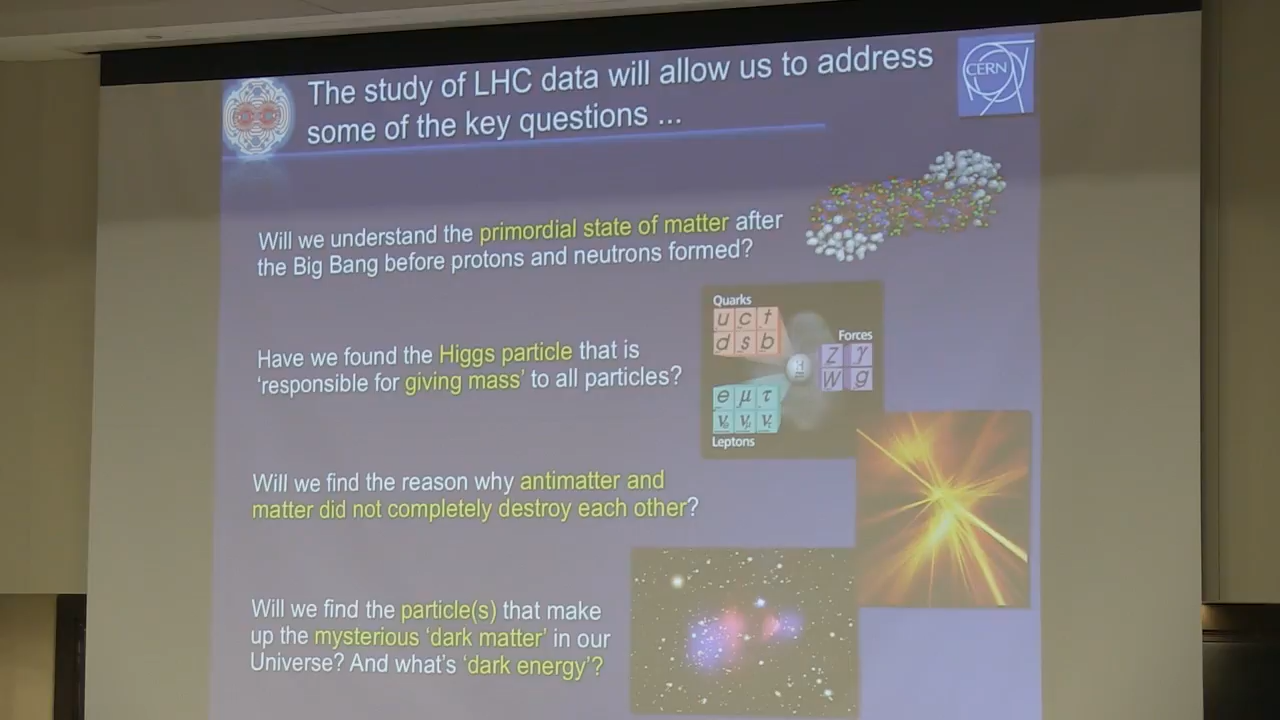 The study of LHC data will allow us to address
some of the key questions ...
CERN
Will we understand the primordial state of matter after
the Big Bang before protons and neutrons formed?
Quarks
u c t
d s b
Forces
Z γ
W g
H
e μ τ
νe νμ ντ
Leptons
Have we found the Higgs particle that is
‘responsible for giving mass’ to all particles?
Will we find the reason why antimatter and
matter did not completely destroy each other?
Will we find the particle(s) that make
up the mysterious ‘dark matter’ in our
Universe? And what's ‘dark energy’?